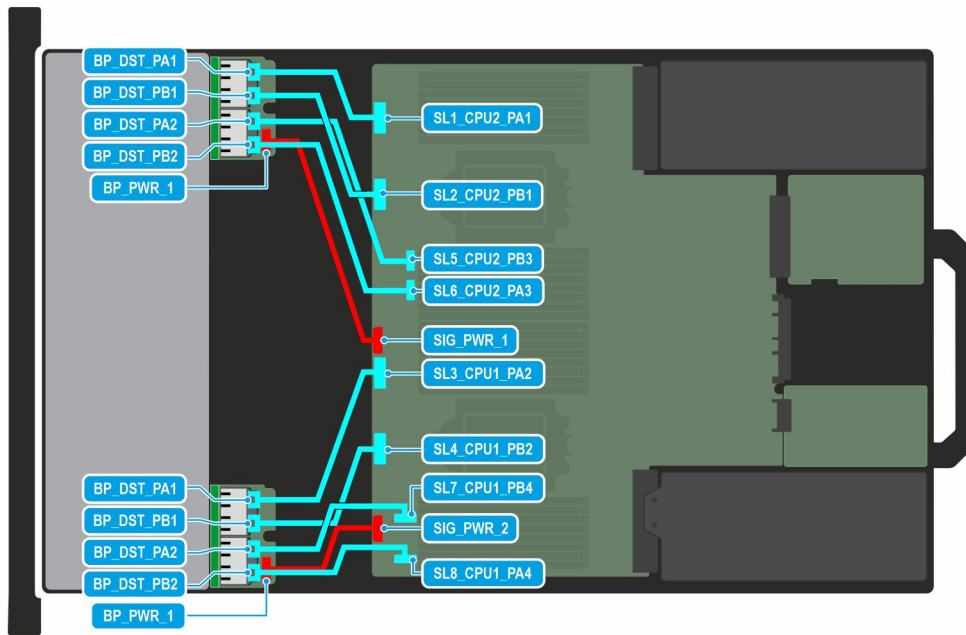 BP_DST_PA1
BP_DST_PB1
BP_DST_PA2
BP_DST_PB2
BP_PWR_1
SL1_CPU2_PA1
SL2_CPU2_PB1
SL5_CPU2_PB3
SL6_CPU2_PA3
SIG_PWR_1
SL3_CPU1_PA2
SL4_CPU1_PB2
SL7_CPU1_PB4
SIG_PWR_2
SL8_CPU1_PA4
BP_DST_PA1
BP_DST_PB1
BP_DST_PA2
BP_DST_PB2
BP_PWR_1